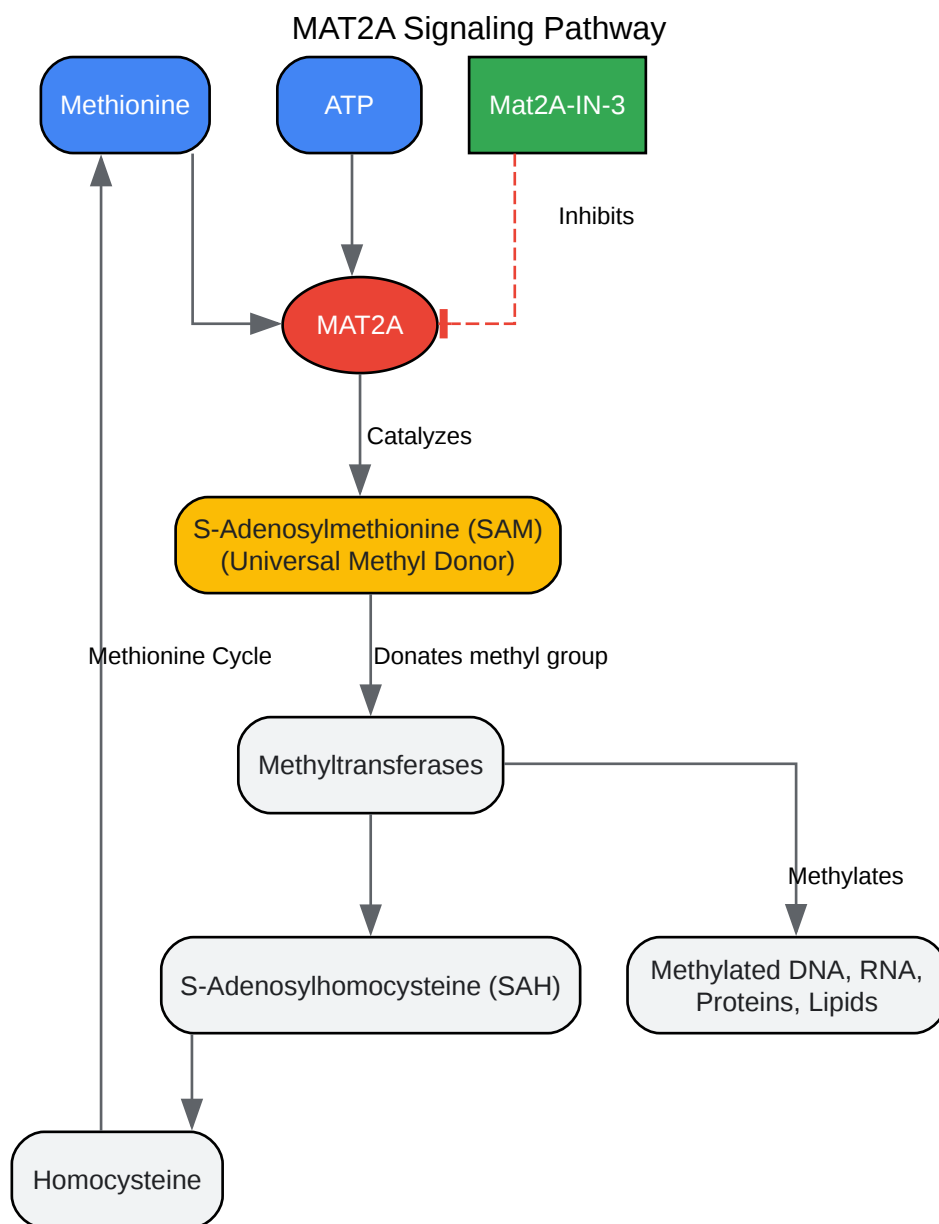 MAT2A Signaling Pathway
Methionine
ATP
Mat2A-IN-3
Inhibits
MAT2A
Catalyzes
S-Adenosylmethionine (SAM)
(Universal Methyl Donor)
Methionine Cycle
Donates methyl group
Methyltransferases
Methylates
S-Adenosylhomocysteine (SAH)
Methylated DNA, RNA,
Proteins, Lipids
Homocysteine